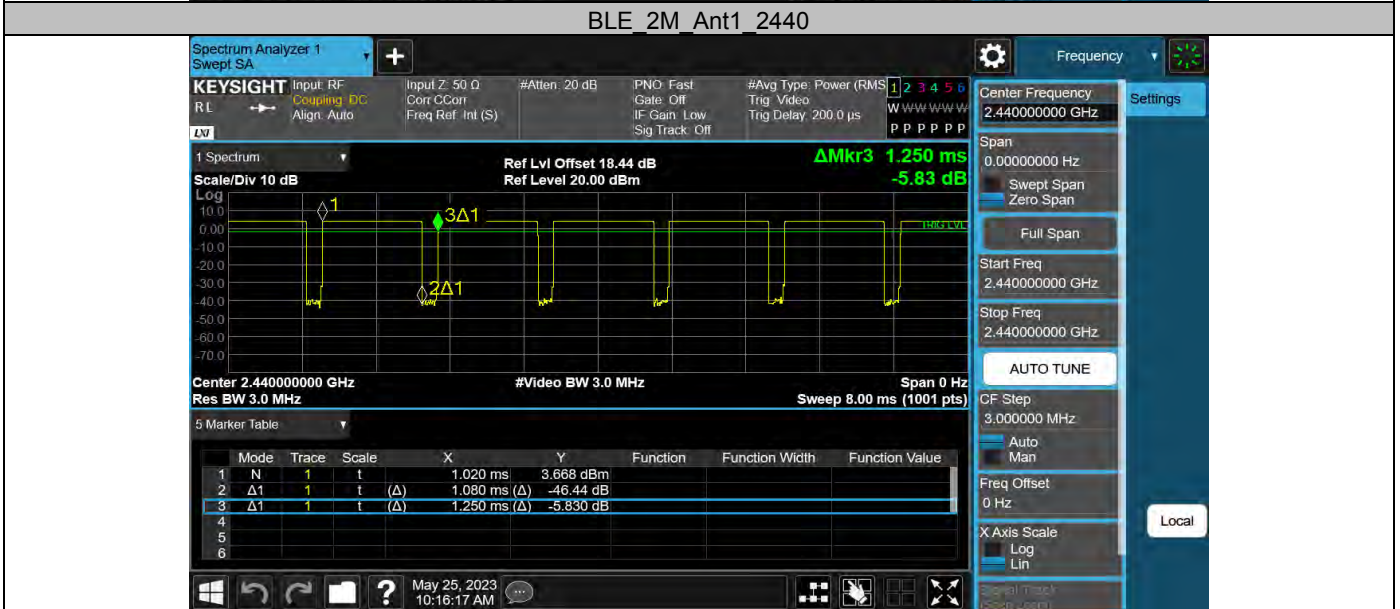 BLE_2M_Ant1_2440
Spectrum Analyzer 1
Swept SA
+
Frequency
KEYSIGHT
RL
LXI
Input: RF
Coupling: DC
Align: Auto
Input Z: 50 Ω
Corr CCorr
Freq Ref: Int (S)
#Atten: 20 dB
PNO: Fast
Gate: Off
IF Gain: Low
Sig Track: Off
#Avg Type: Power (RMS
Trig: Video
Trig Delay: 200.0 µs
1 2 3 4 5 6
W W W W W W
P P P P P P
Center Frequency
2.440000000 GHz
Settings
1 Spectrum
Scale/Div 10 dB
Ref Lvl Offset 18.44 dB
Ref Level 20.00 dBm
ΔMkr3 1.250 ms
-5.83 dB
Span
0.00000000 Hz
Swept Span
Zero Span
Full Span
Log
10.0
0.00
-10.0
-20.0
-30.0
-40.0
-50.0
-60.0
-70.0
1
3Δ1
TRIG LVL
2Δ1
Start Freq
2.440000000 GHz
Stop Freq
2.440000000 GHz
AUTO TUNE
Center 2.440000000 GHz
#Video BW 3.0 MHz
Span 0 Hz
Res BW 3.0 MHz
Sweep 8.00 ms (1001 pts)
CF Step
3.000000 MHz
Auto
Man
5 Marker Table
Mode Trace Scale X Y Function Function Width Function Value
1 N 1 t 1.020 ms 3.668 dBm
2 Δ1 1 t (Δ) 1.080 ms (Δ) -46.44 dB
3 Δ1 1 t (Δ) 1.250 ms (Δ) -5.830 dB
4
5
6
Freq Offset
0 Hz
Local
X Axis Scale
Log
Lin
?
May 25, 2023
10:16:17 AM
Signal Track